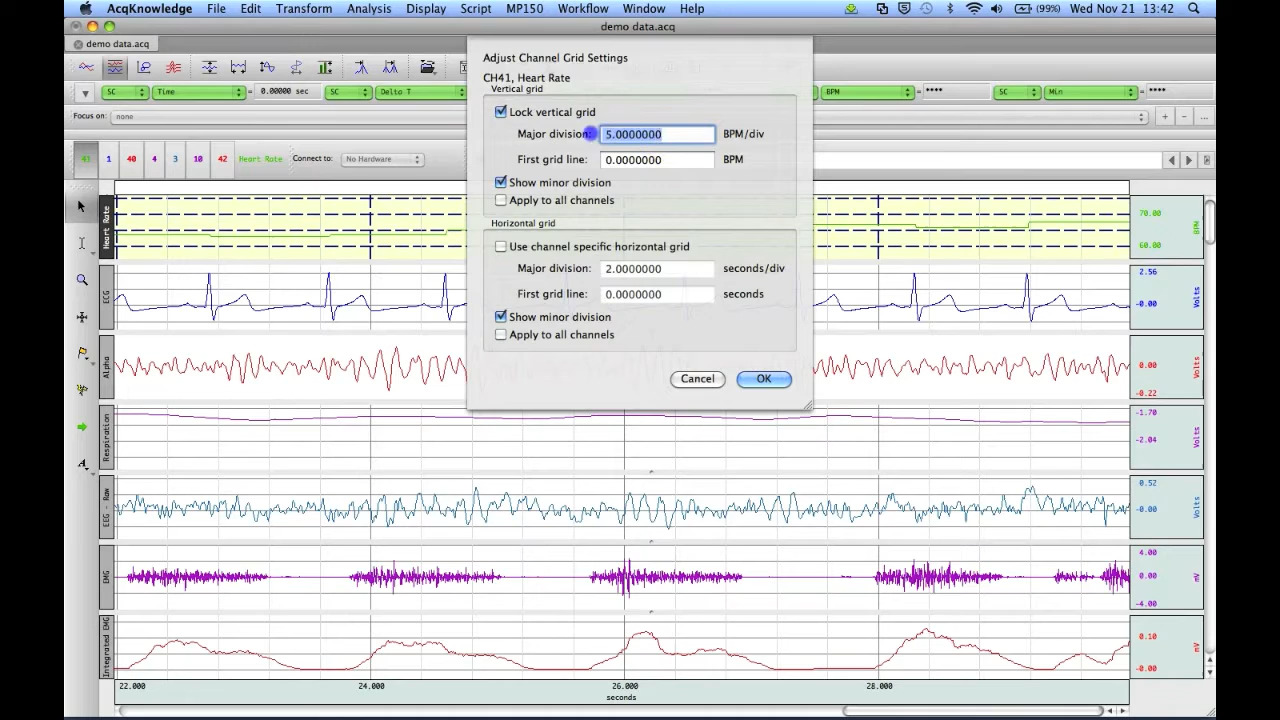 AcqKnowledge File Edit Transform Analysis Display Script MP150 Workflow Window Help (99%) Wed Nov 21 13:42
demo data.acq
demo data.acq
SC Time 0.00000 sec SC Delta T BPM **** SC Min ****
Focus on: none
41 1 40 4 3 10 42 Heart Rate Connect to: No Hardware
Adjust Channel Grid Settings
CH41, Heart Rate
Vertical grid
Lock vertical grid
Major division: 5.0000000 BPM/div
First grid line: 0.0000000 BPM
Show minor division
Apply to all channels
Horizontal grid
Use channel specific horizontal grid
Major division: 2.0000000 seconds/div
First grid line: 0.0000000 seconds
Show minor division
Apply to all channels
Cancel OK
Heart Rate
70.00
60.00
BPM
ECG
2.56
-0.00
Volts
Alpha
0.00
-0.22
Volts
Respiration
-1.70
-2.04
Volts
EEG - Raw
0.52
-0.00
Volts
EMG
4.00
0.00
-4.00
mV
Integrated EMG
0.10
-0.00
mV
22.000 24.000 26.000 28.000
seconds